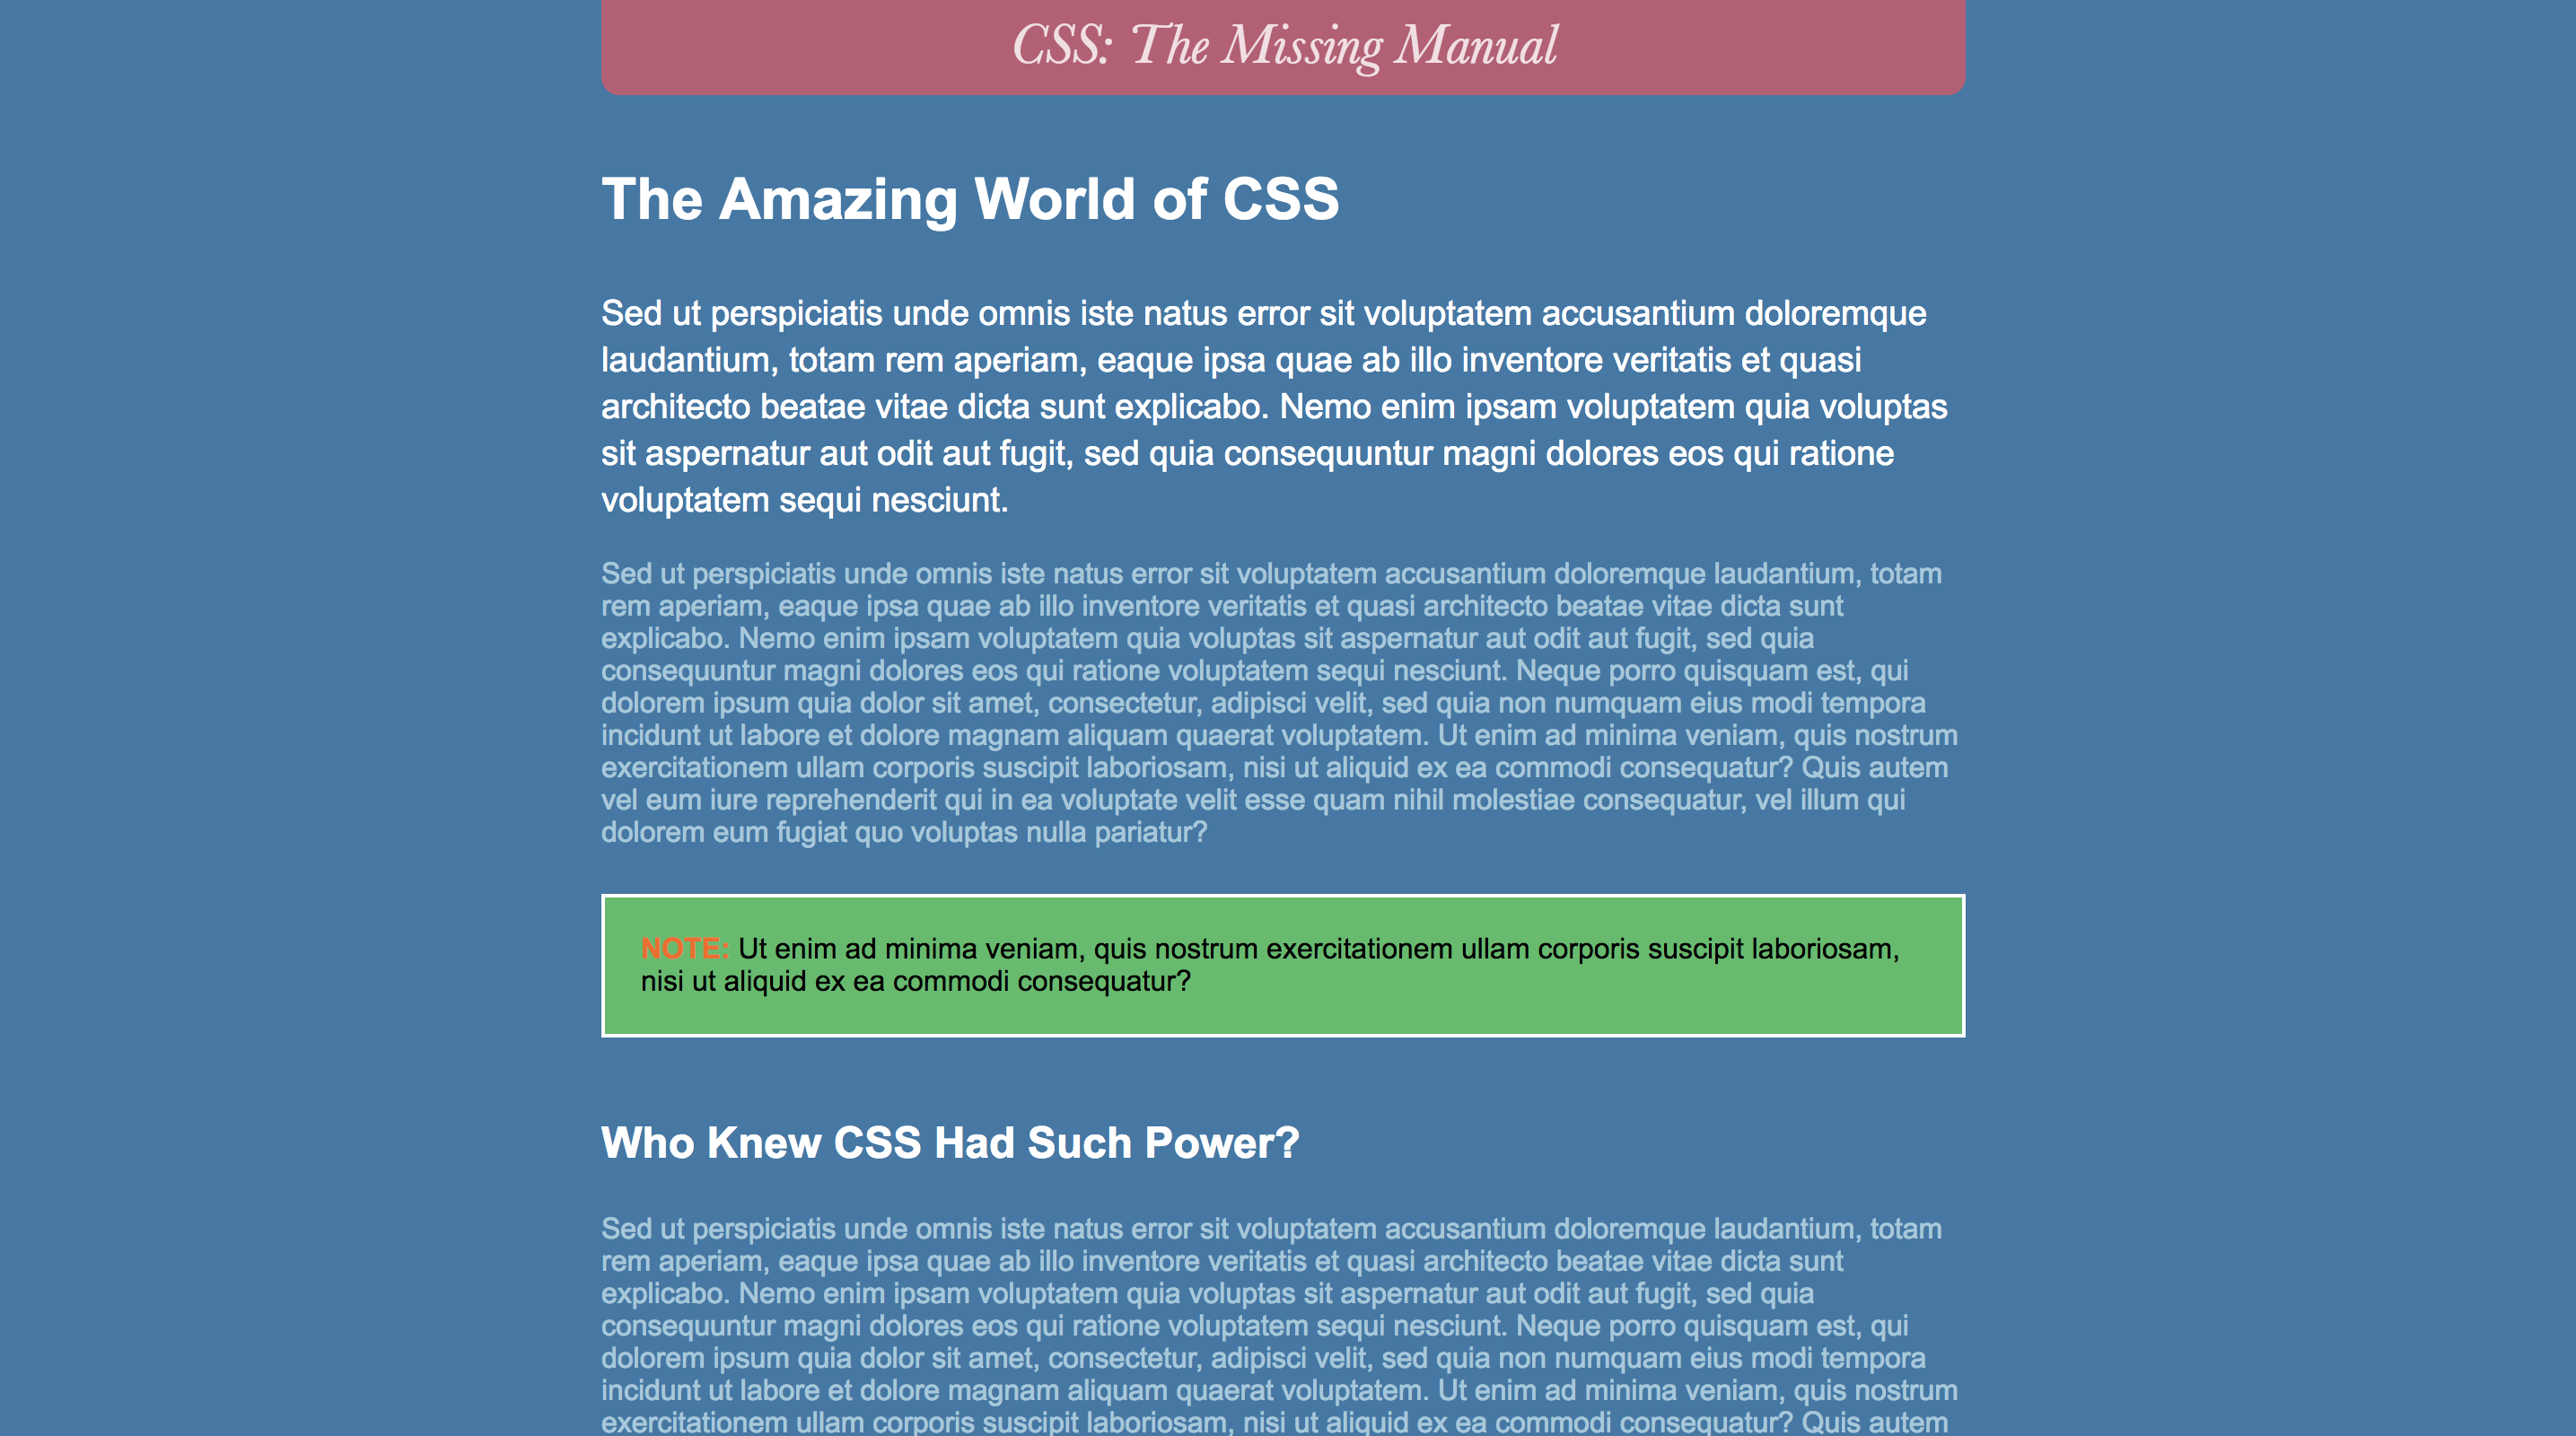 CSS: The Missing Manual
The Amazing World of CSS
Sed ut perspiciatis unde omnis iste natus error sit voluptatem accusantium doloremque
laudantium, totam rem aperiam, eaque ipsa quae ab illo inventore veritatis et quasi
architecto beatae vitae dicta sunt explicabo. Nemo enim ipsam voluptatem quia voluptas
sit aspernatur aut odit aut fugit, sed quia consequuntur magni dolores eos qui ratione
voluptatem sequi nesciunt.
Sed ut perspiciatis unde omnis iste natus error sit voluptatem accusantium doloremque laudantium, totam
rem aperiam, eaque ipsa quae ab illo inventore veritatis et quasi architecto beatae vitae dicta sunt
explicabo. Nemo enim ipsam voluptatem quia voluptas sit aspernatur aut odit aut fugit, sed quia
consequuntur magni dolores eos qui ratione voluptatem sequi nesciunt. Neque porro quisquam est, qui
dolorem ipsum quia dolor sit amet, consectetur, adipisci velit, sed quia non numquam eius modi tempora
incidunt ut labore et dolore magnam aliquam quaerat voluptatem. Ut enim ad minima veniam, quis nostrum
exercitationem ullam corporis suscipit laboriosam, nisi ut aliquid ex ea commodi consequatur? Quis autem
vel eum iure reprehenderit qui in ea voluptate velit esse quam nihil molestiae consequatur, vel illum qui
dolorem eum fugiat quo voluptas nulla pariatur?
NOTE: Ut enim ad minima veniam, quis nostrum exercitationem ullam corporis suscipit laboriosam,
nisi ut aliquid ex ea commodi consequatur?
Who Knew CSS Had Such Power?
Sed ut perspiciatis unde omnis iste natus error sit voluptatem accusantium doloremque laudantium, totam
rem aperiam, eaque ipsa quae ab illo inventore veritatis et quasi architecto beatae vitae dicta sunt
explicabo. Nemo enim ipsam voluptatem quia voluptas sit aspernatur aut odit aut fugit, sed quia
consequuntur magni dolores eos qui ratione voluptatem sequi nesciunt. Neque porro quisquam est, qui
dolorem ipsum quia dolor sit amet, consectetur, adipisci velit, sed quia non numquam eius modi tempora
incidunt ut labore et dolore magnam aliquam quaerat voluptatem. Ut enim ad minima veniam, quis nostrum
exercitationem ullam corporis suscipit laboriosam, nisi ut aliquid ex ea commodi consequatur? Quis autem